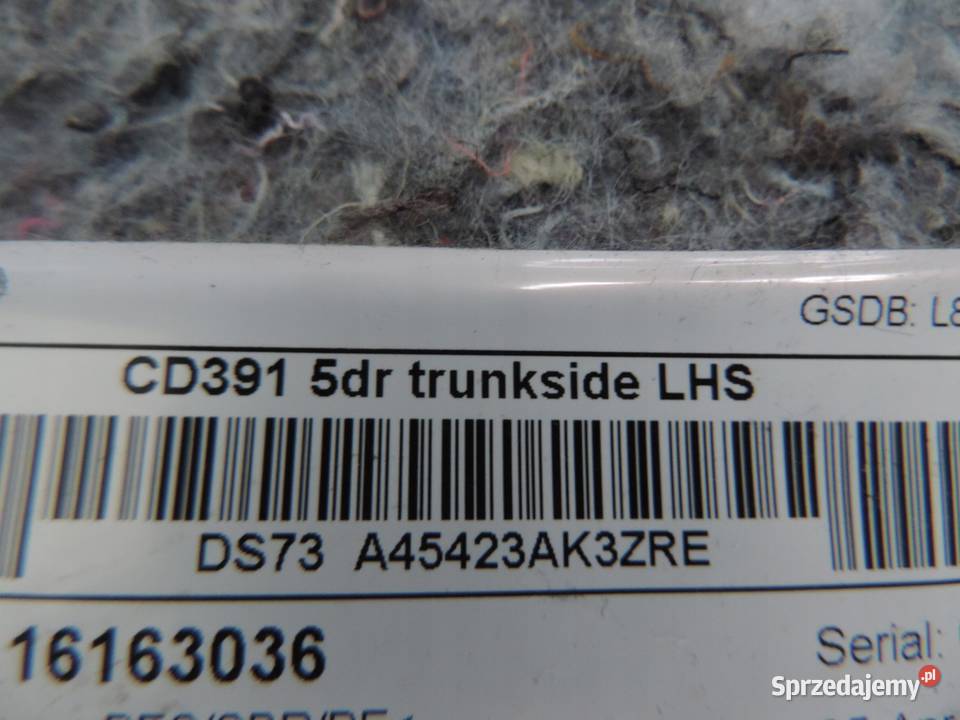 GSDB: L8
CD391 5dr trunkside LHS
DS73 A45423AK3ZRE
16163036
Serial:
Sprzedajemy.pl